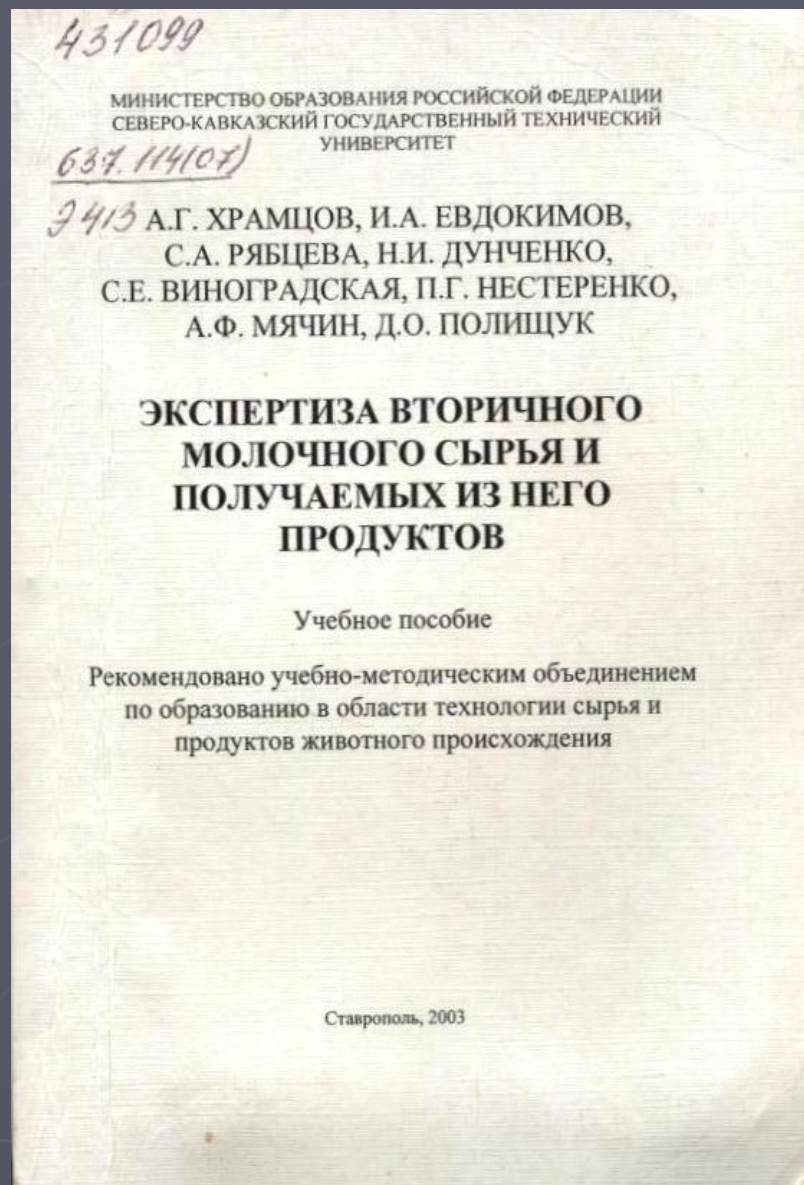 431099
МИНИСТЕРСТВО ОБРАЗОВАНИЯ РОССИЙСКОЙ ФЕДЕРАЦИИ
СЕВЕРО-КАВКАЗСКИЙ ГОСУДАРСТВЕННЫЙ ТЕХНИЧЕСКИЙ
УНИВЕРСИТЕТ
637.114(07)
Э 413 А.Г. ХРАМЦОВ, И.А. ЕВДОКИМОВ,
С.А. РЯБЦЕВА, Н.И. ДУНЧЕНКО,
С.Е. ВИНОГРАДСКАЯ, П.Г. НЕСТЕРЕНКО,
А.Ф. МЯЧИН, Д.О. ПОЛИЩУК
ЭКСПЕРТИЗА ВТОРИЧНОГО
МОЛОЧНОГО СЫРЬЯ И
ПОЛУЧАЕМЫХ ИЗ НЕГО
ПРОДУКТОВ
Учебное пособие
Рекомендовано учебно-методическим объединением
по образованию в области технологии сырья и
продуктов животного происхождения
Ставрополь, 2003